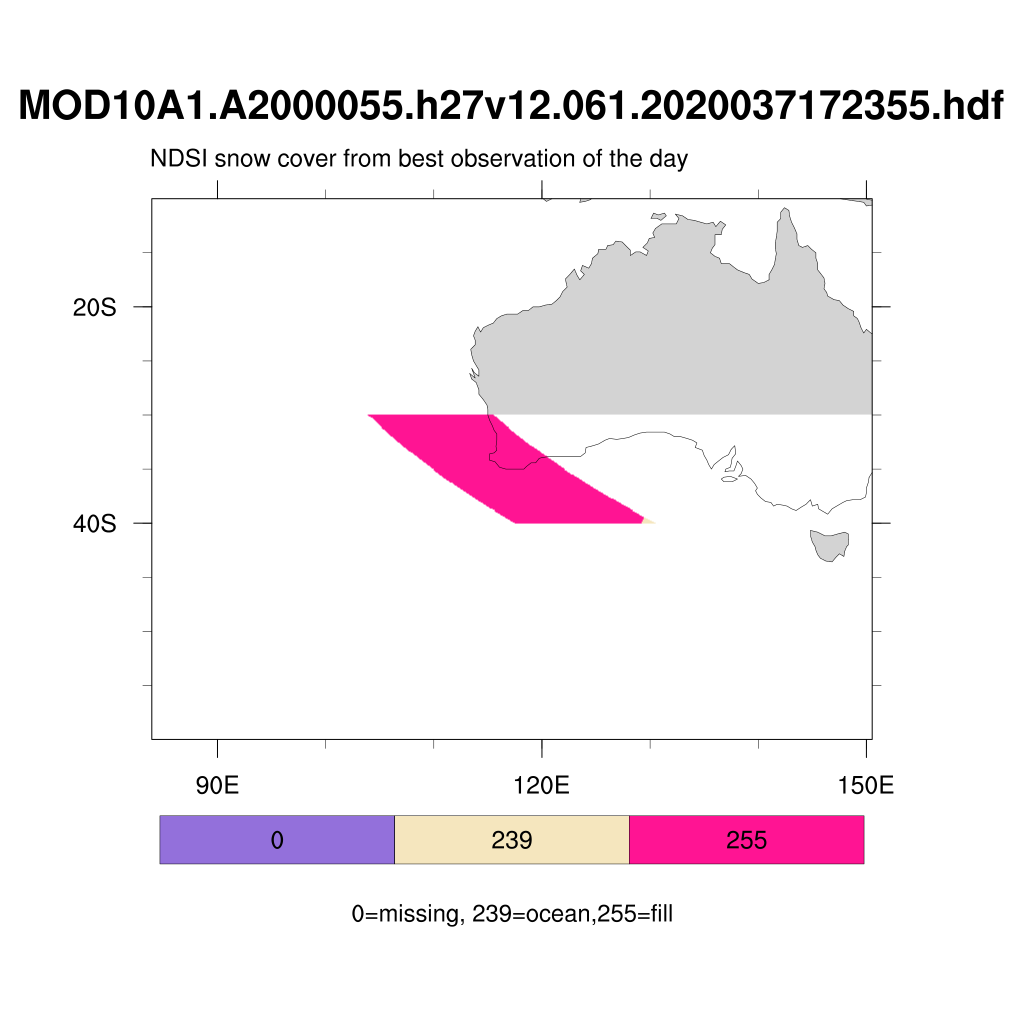 MOD10A1.A2000055.h27v12.061.2020037172355.hdf
NDSI snow cover from best observation of the day
20S
40S
90E 120E 150E
0 239 255
0=missing, 239=ocean,255=fill